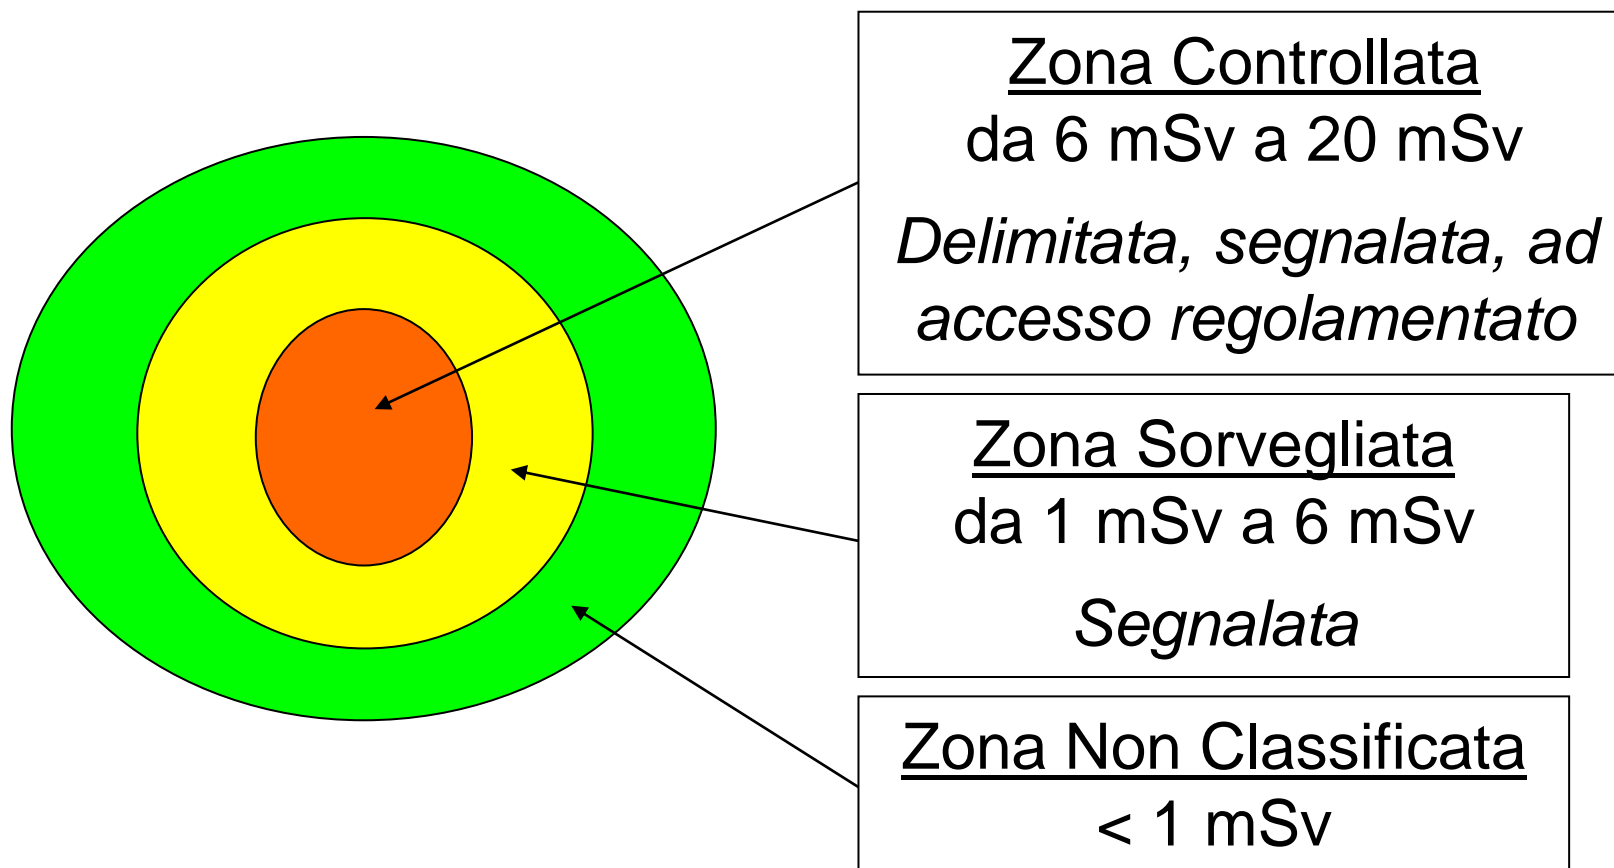 Zona Controllata
da 6 mSv a 20 mSv
Delimitata, segnalata, ad
accesso regolamentato
Zona Sorvegliata
da 1 mSv a 6 mSv
Segnalata
Zona Non Classificata
< 1 mSv